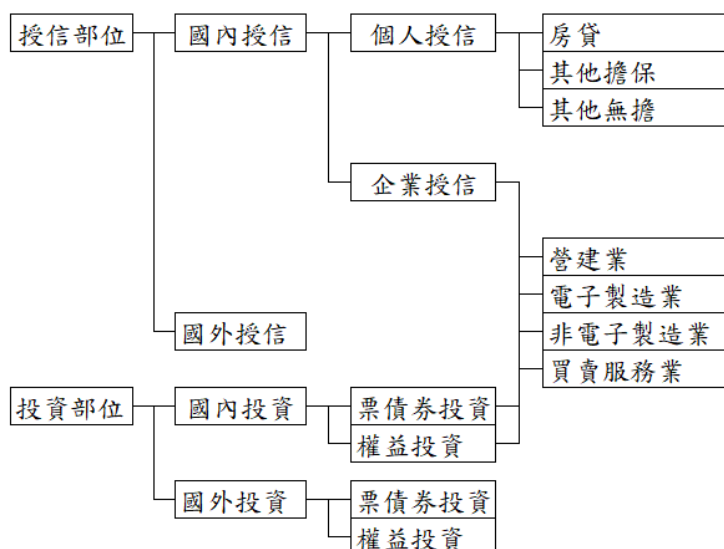 授信部位 國內授信 個人授信 房貸
其他擔保
其他無擔
企業授信
營建業
電子製造業
國外授信 非電子製造業
買賣服務業
投資部位 國內投資 票債券投資
權益投資
國外投資 票債券投資
權益投資